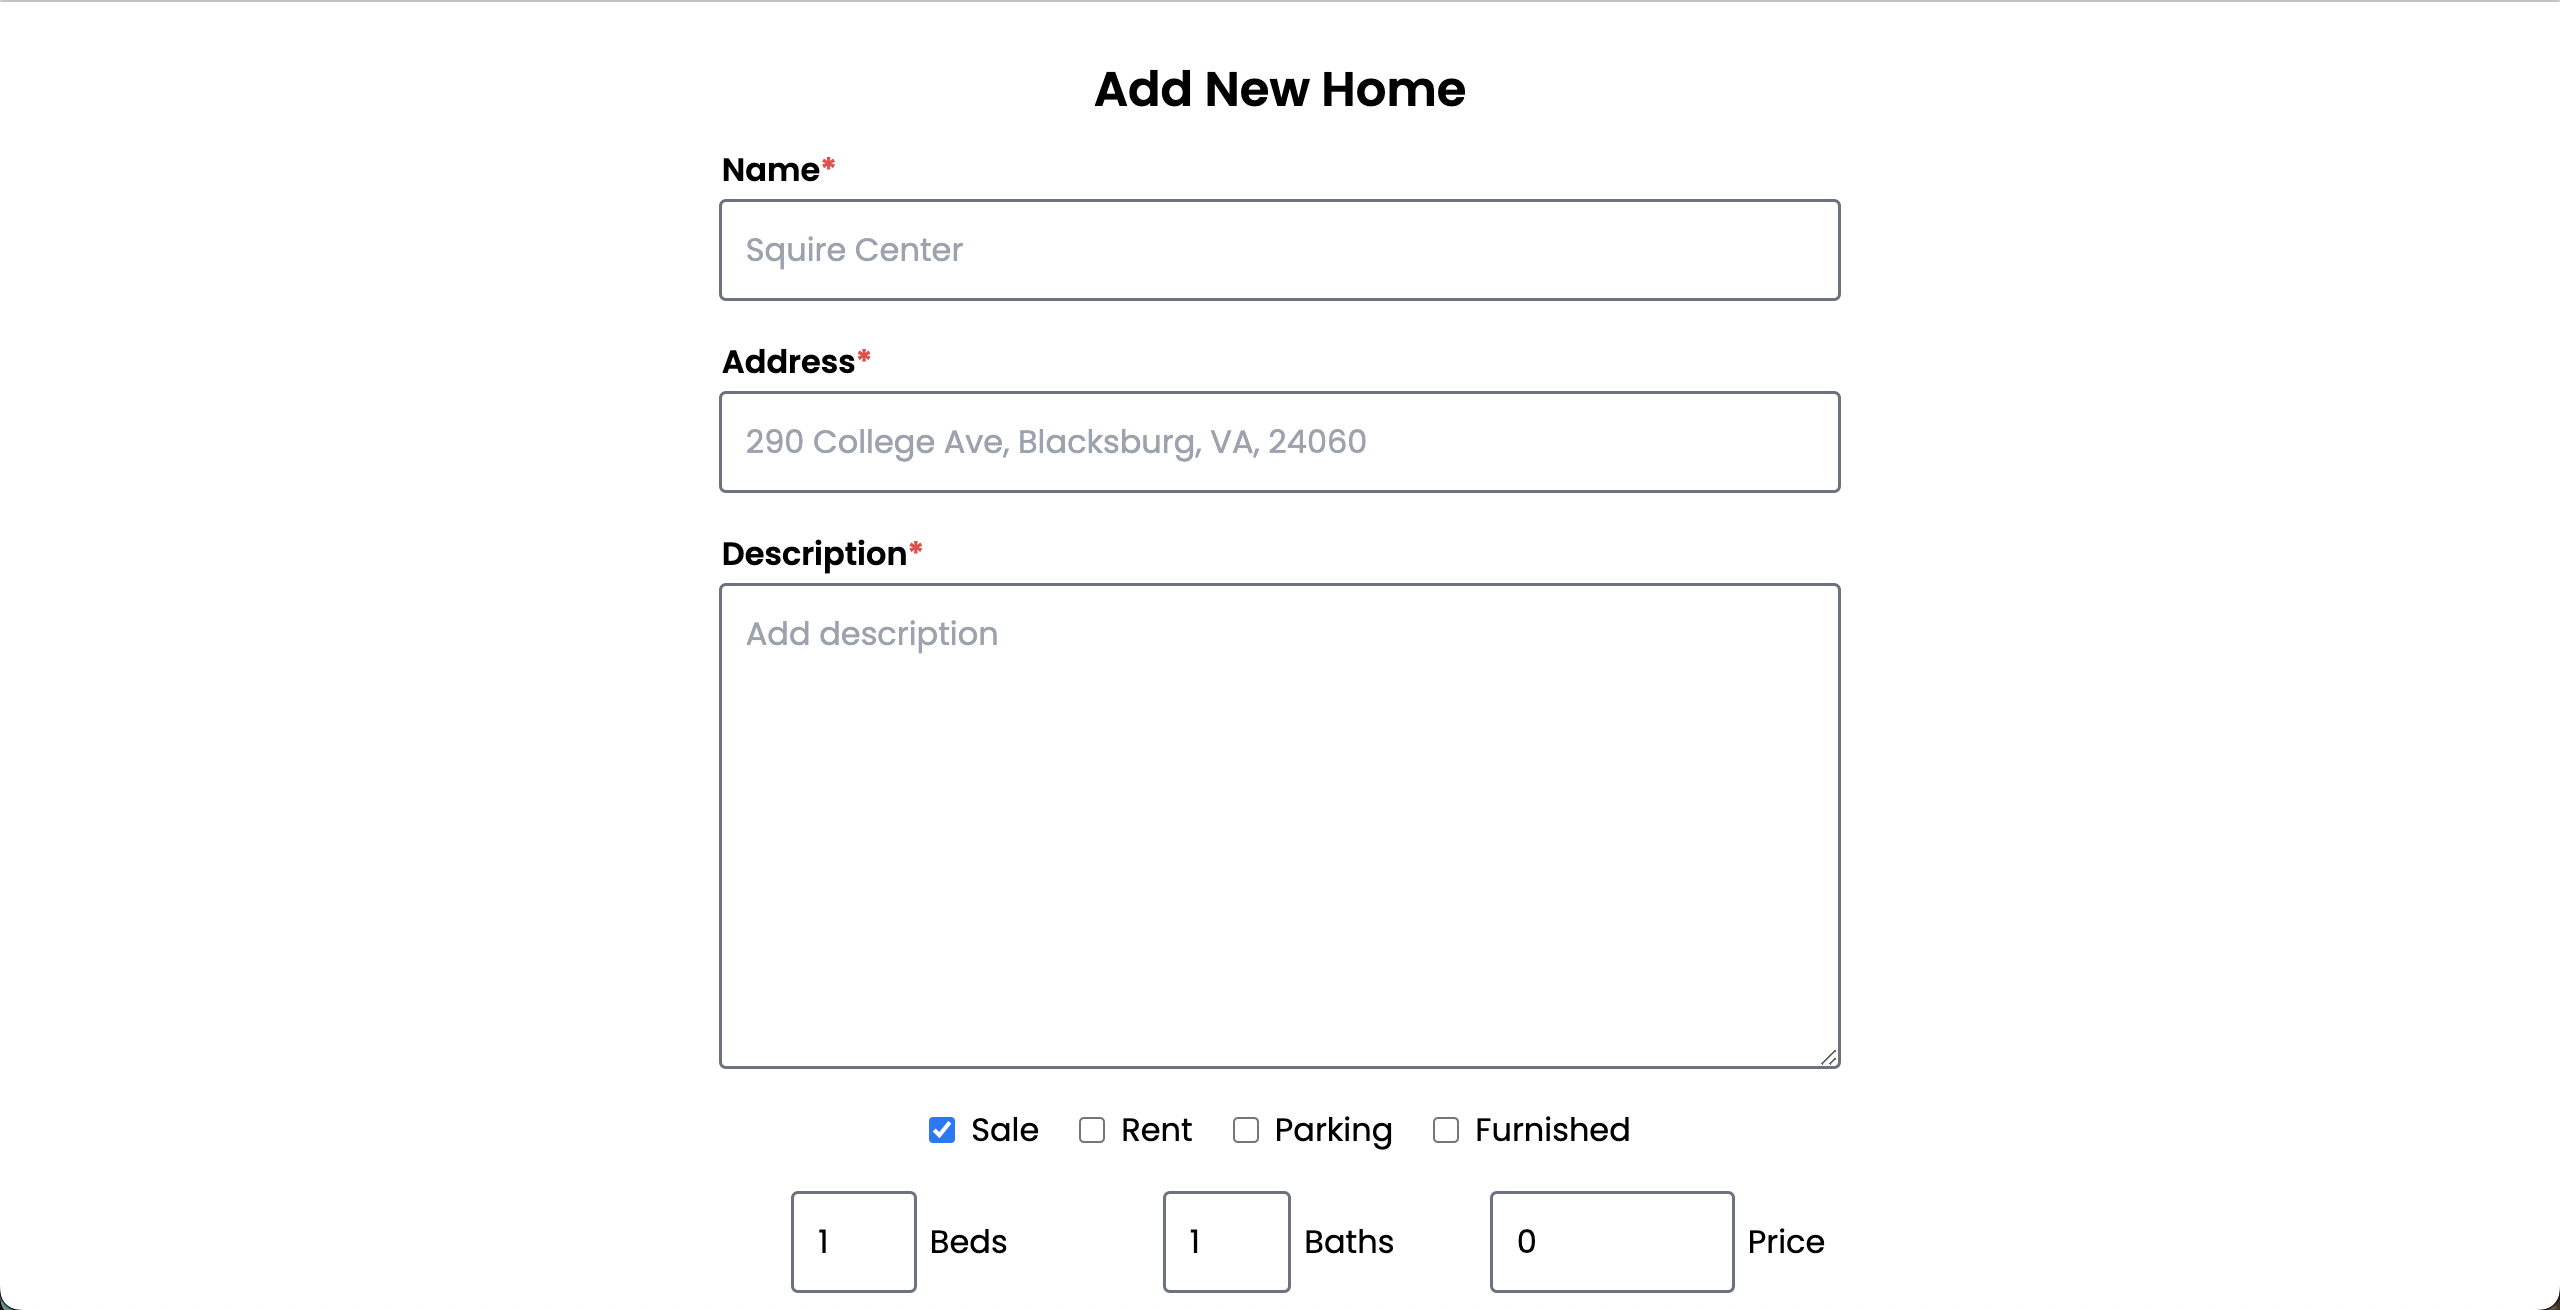 Add New Home
Name*
Squire Center
Address*
290 College Ave, Blacksburg, VA, 24060
Description*
Add description
Sale Rent Parking Furnished
1 Beds 1 Baths 0 Price